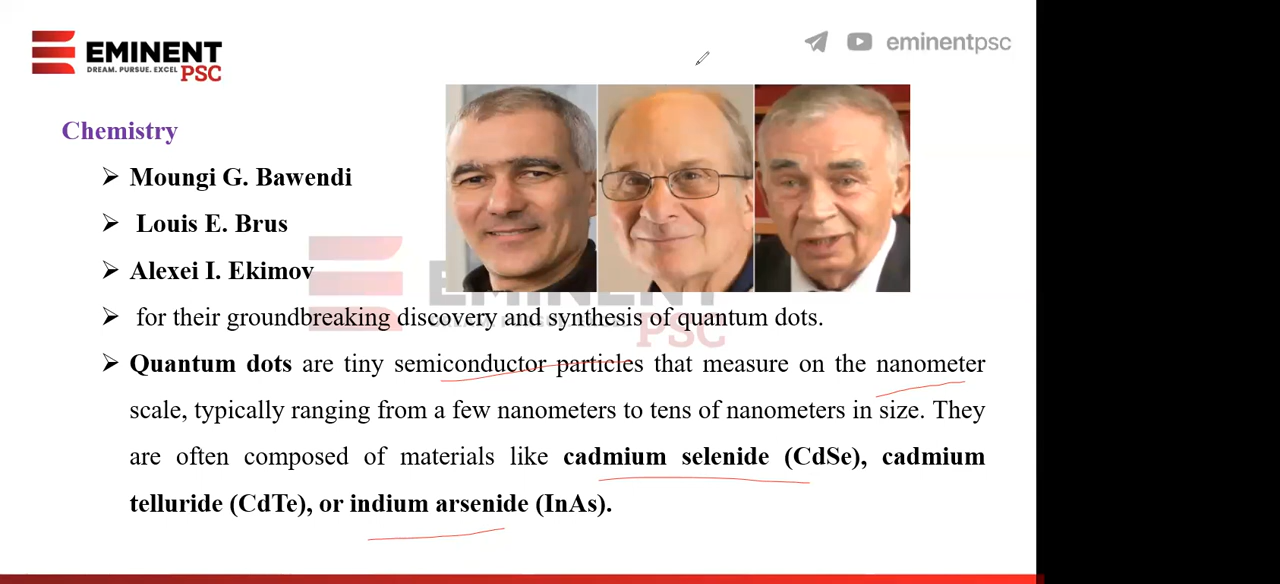 EMINENT
DREAM. PURSUE. EXCEL PSC
eminentpsc
Chemistry
➢ Moungi G. Bawendi
➢ Louis E. Brus
➢ Alexei I. Ekimov
➢ for their groundbreaking discovery and synthesis of quantum dots.
➢ Quantum dots are tiny semiconductor particles that measure on the nanometer
scale, typically ranging from a few nanometers to tens of nanometers in size. They
are often composed of materials like cadmium selenide (CdSe), cadmium
telluride (CdTe), or indium arsenide (InAs).